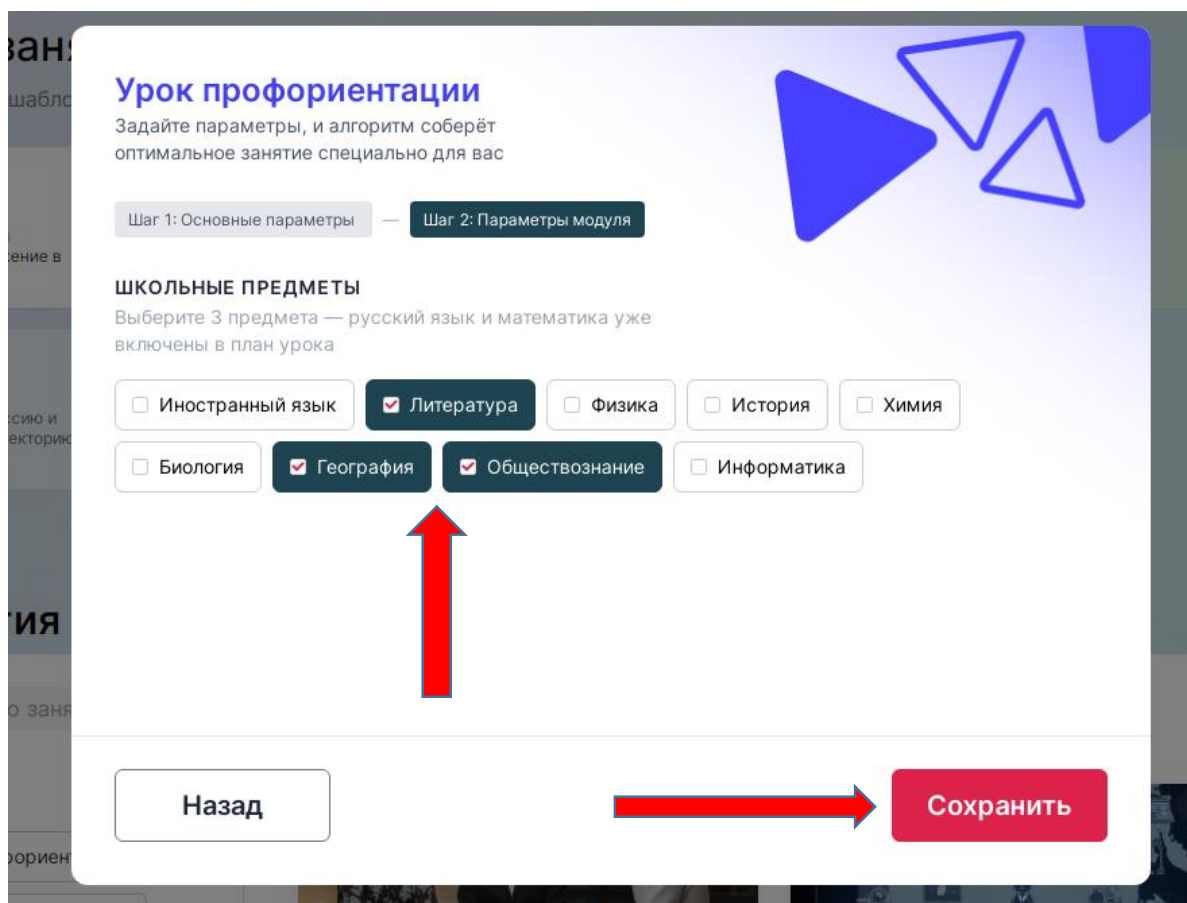 Урок профориентации
Задайте параметры, и алгоритм соберёт
оптимальное занятие специально для вас
Шаг 1: Основные параметры — Шаг 2: Параметры модуля
ШКОЛЬНЫЕ ПРЕДМЕТЫ
Выберите 3 предмета — русский язык и математика уже
включены в план урока
Иностранный язык Литература Физика История Химия
Биология География Обществознание Информатика
Назад Сохранить